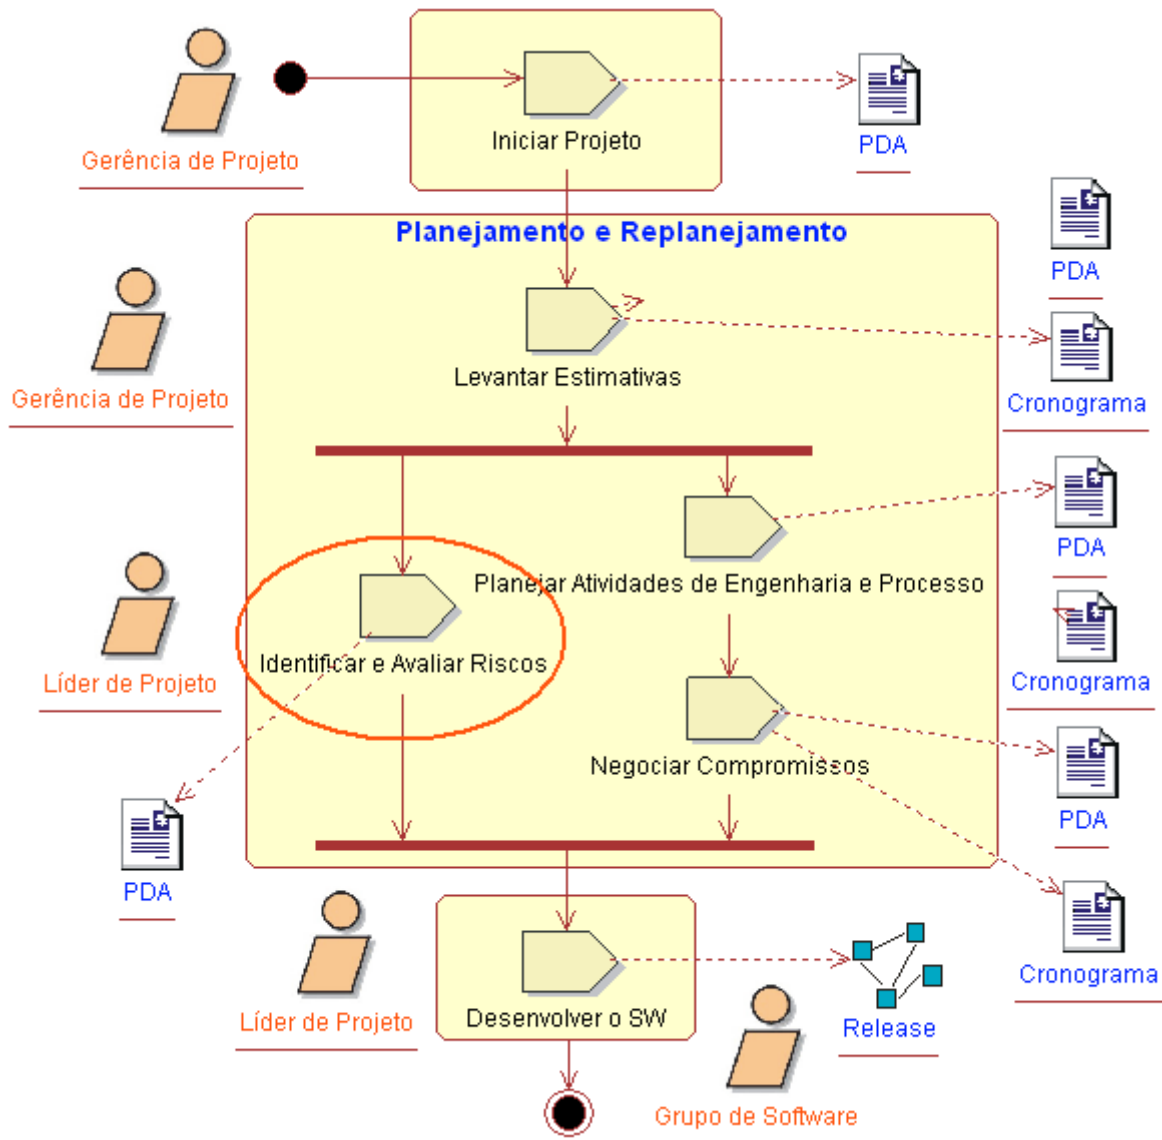 Iniciar Projeto
PDA
Gerência de Projeto
Planejamento e Replanejamento
PDA
Levantar Estimativas
Gerência de Projeto
Cronograma
PDA
Planejar Atividades de Engenharia e Processo
Identificar e Avaliar Riscos
Líder de Projeto
Cronograma
Negociar Compromissos
PDA
PDA
Cronograma
Desenvolver o SW
Líder de Projeto
Release
Grupo de Software